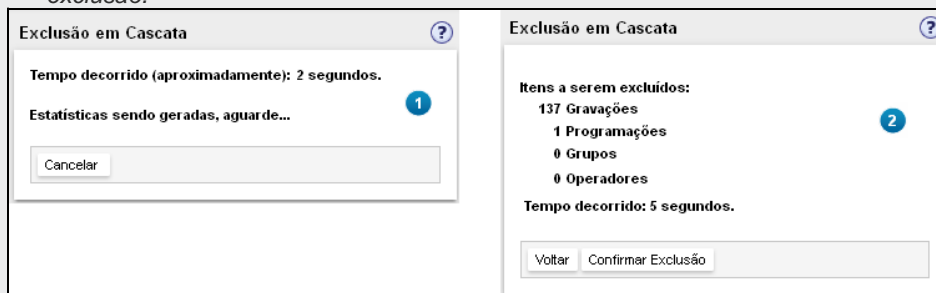 exclusão.
Exclusão em Cascata ?
Tempo decorrido (aproximadamente): 2 segundos.
1
Estatísticas sendo geradas, aguarde...
Cancelar
Exclusão em Cascata ?
Itens a serem excluídos:
137 Gravações
2
1 Programações
0 Grupos
0 Operadores
Tempo decorrido: 5 segundos.
Voltar Confirmar Exclusão